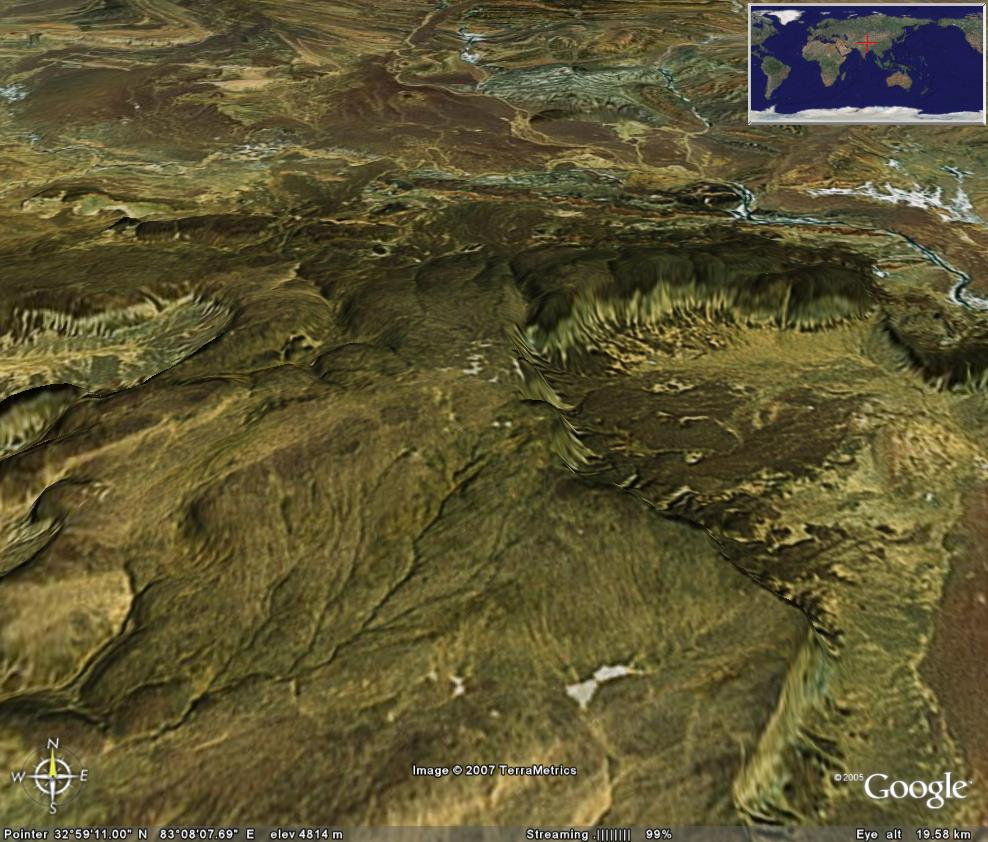 N
W E
S
Image © 2007 TerraMetrics
©2005 Google™
Pointer 32°59'11.00" N 83°08'07.69" E elev 4814 m Streaming .|||||||| 99% Eye alt 19.58 km